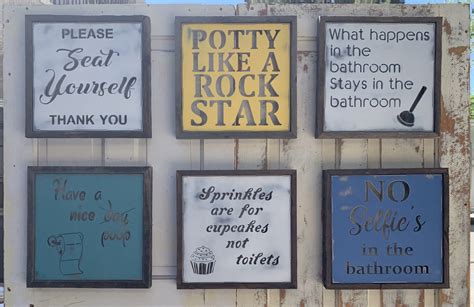 PLEASE
Seat
Yourself
THANK YOU
POTTY
LIKE A
ROCK
STAR
What happens
in the
bathroom
Stays in the
bathroom
Have a
nice day
poop
Sprinkles
are for
cupcakes
not
toilets
NO
Selfie's
in the
bathroom